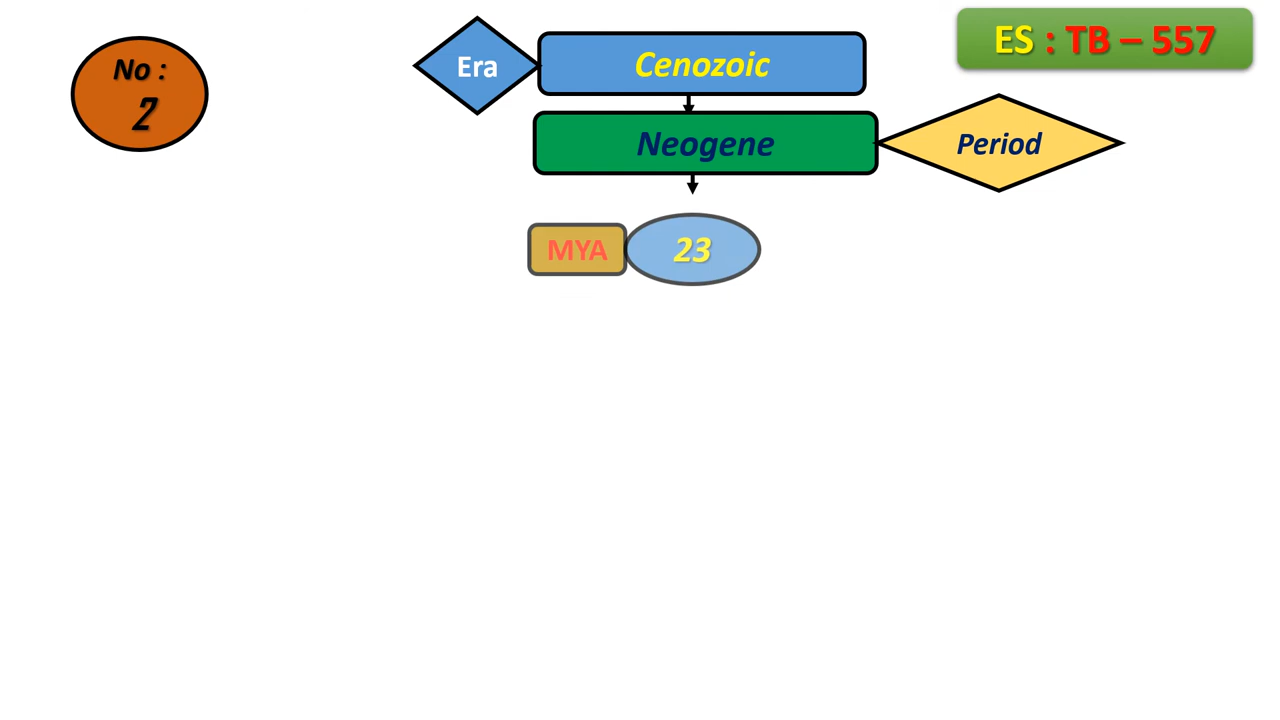 No :
2
Era
Cenozoic
ES : TB – 557
Neogene
Period
MYA
23